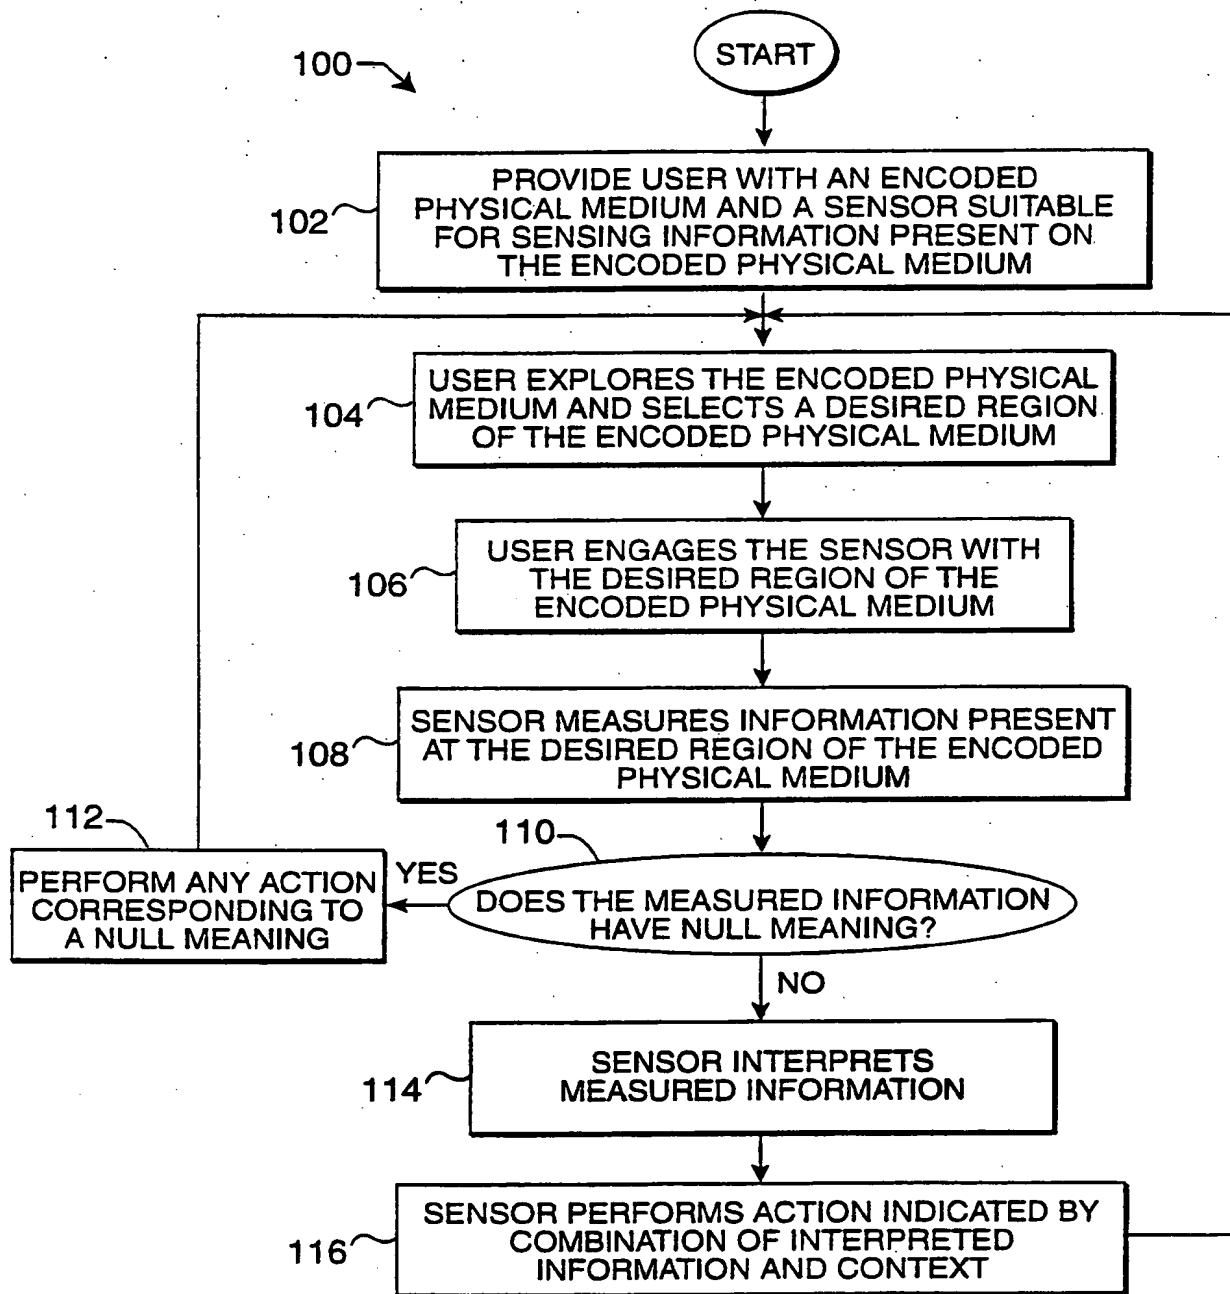 START
100
PROVIDE USER WITH AN ENCODED
PHYSICAL MEDIUM AND A SENSOR SUITABLE
FOR SENSING INFORMATION PRESENT ON
THE ENCODED PHYSICAL MEDIUM
102
USER EXPLORES THE ENCODED PHYSICAL
MEDIUM AND SELECTS A DESIRED REGION
OF THE ENCODED PHYSICAL MEDIUM
104
USER ENGAGES THE SENSOR WITH
THE DESIRED REGION OF THE
ENCODED PHYSICAL MEDIUM
106
SENSOR MEASURES INFORMATION PRESENT
AT THE DESIRED REGION OF THE ENCODED
PHYSICAL MEDIUM
108
110
DOES THE MEASURED INFORMATION
HAVE NULL MEANING?
YES
112
PERFORM ANY ACTION
CORRESPONDING TO
A NULL MEANING
NO
SENSOR INTERPRETS
MEASURED INFORMATION
114
SENSOR PERFORMS ACTION INDICATED BY
COMBINATION OF INTERPRETED
INFORMATION AND CONTEXT
116